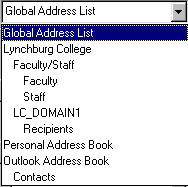 Global Address List
Global Address List
Lynchburg College
Faculty/Staff
Faculty
Staff
LC_DOMAIN1
Recipients
Personal Address Book
Outlook Address Book
Contacts